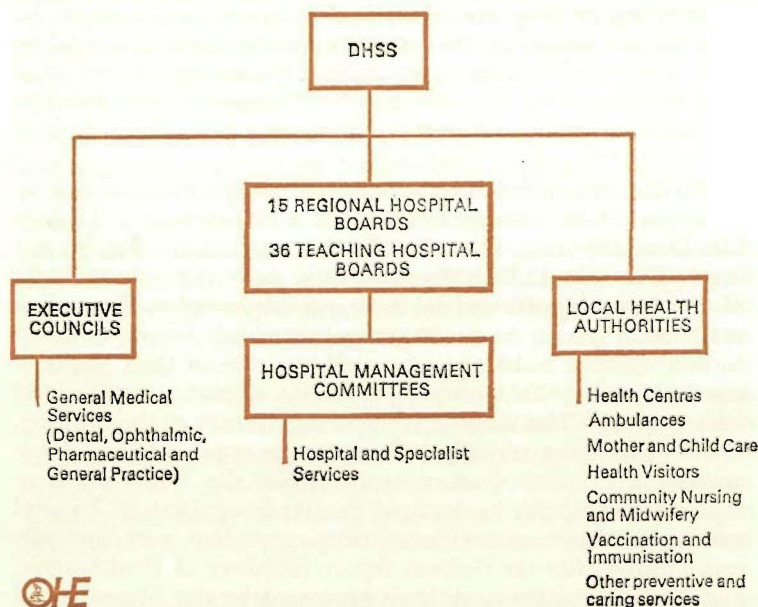 DHSS
15 REGIONAL HOSPITAL
BOARDS
36 TEACHING HOSPITAL
BOARDS
EXECUTIVE
COUNCILS
General Medical
Services
(Dental, Ophthalmic,
Pharmaceutical and
General Practice)
HOSPITAL MANAGEMENT
COMMITTEES
Hospital and Specialist
Services
LOCAL HEALTH
AUTHORITIES
Health Centres
Ambulances
Mother and Child Care
Health Visitors
Community Nursing
and Midwifery
Vaccination and
Immunisation
Other preventive and
caring services
OHE